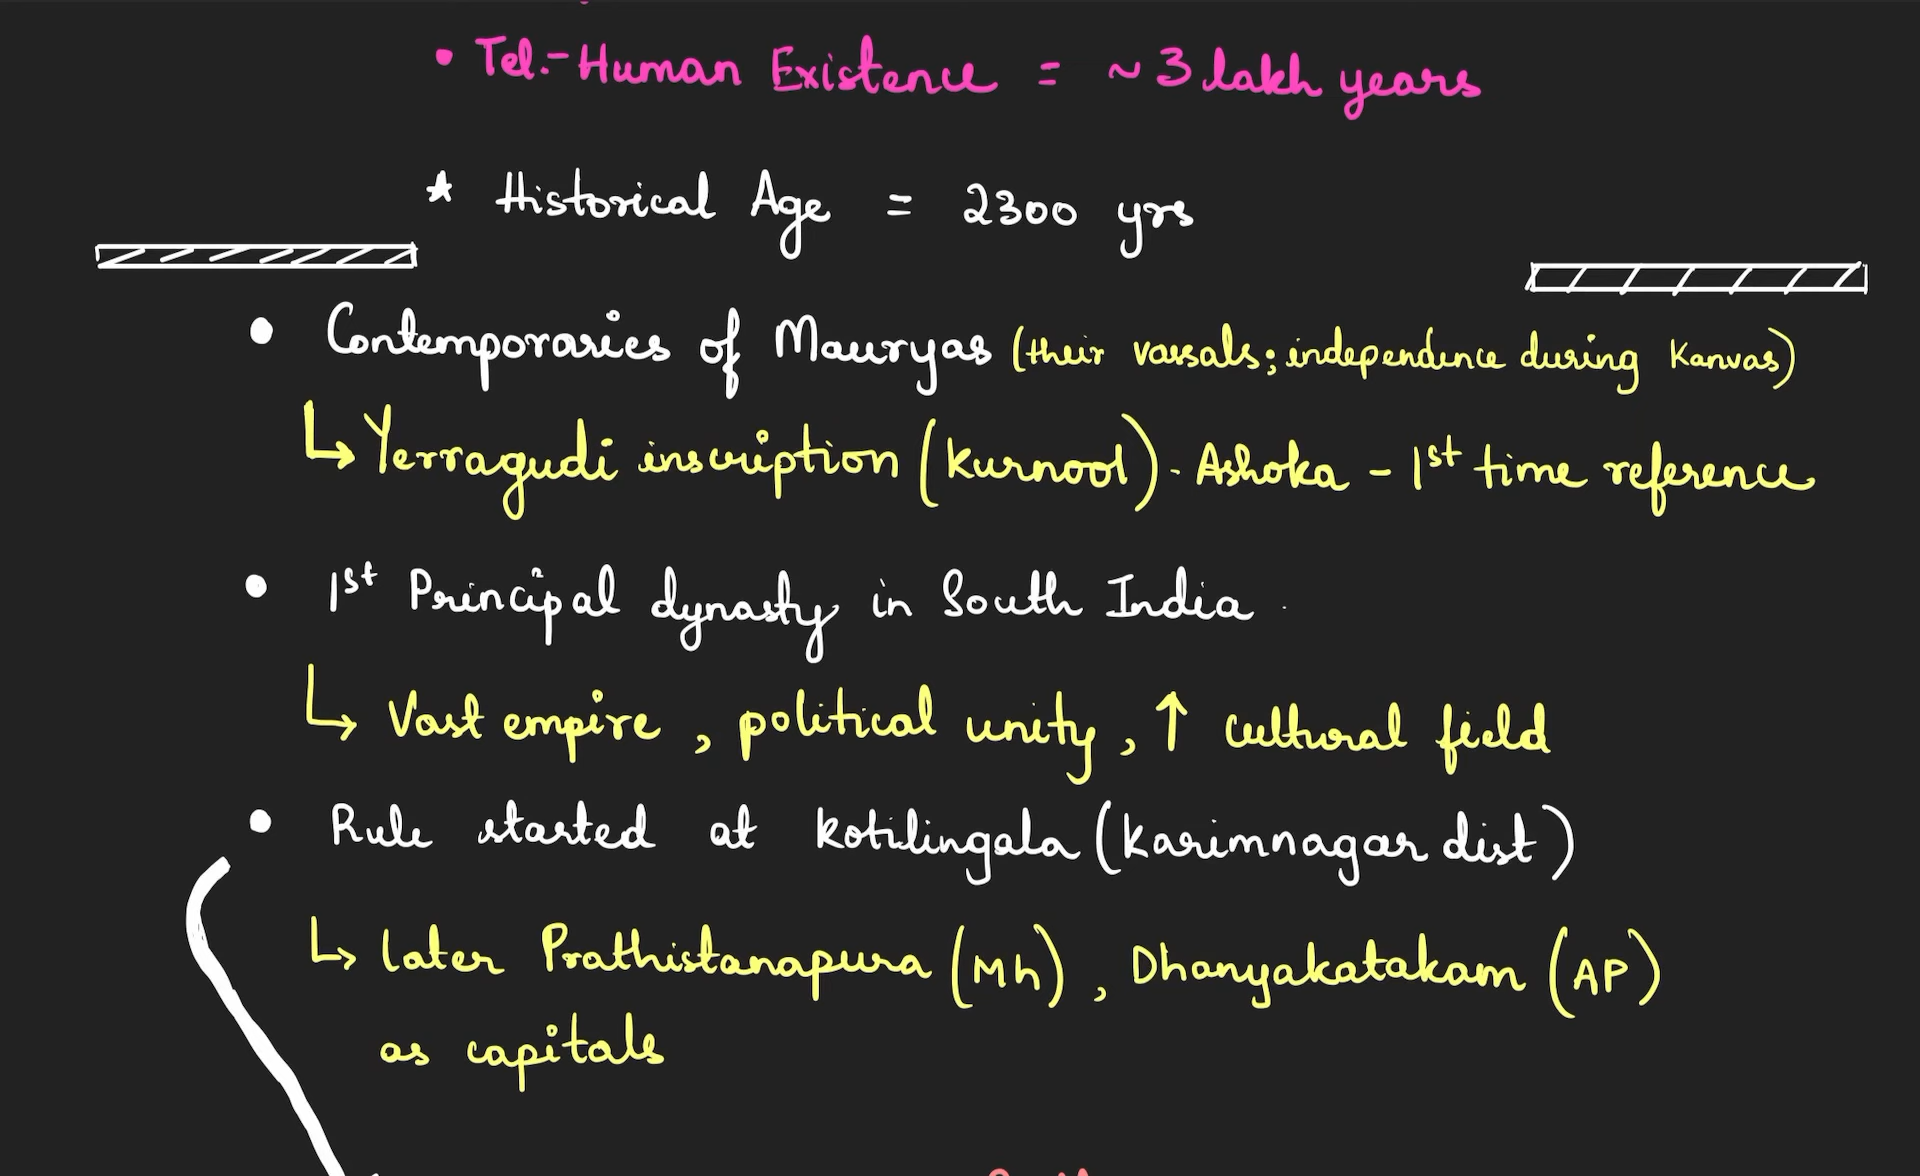 • Tel.- Human Existence = ~ 3 lakh years
* Historical Age = 2300 yrs
• Contemporaries of Mauryas (their vassals; independence during Kanvas)
↳ Yerragudi inscription (Kurnool) - Ashoka - 1st time reference
• 1st Principal dynasty in South India
↳ Vast empire, political unity, ↑ cultural field
• Rule started at Kotilingala (Karimnagar dist)
↳ later Prathistanapura (Mh), Dhanyakatakam (AP)
as capitals